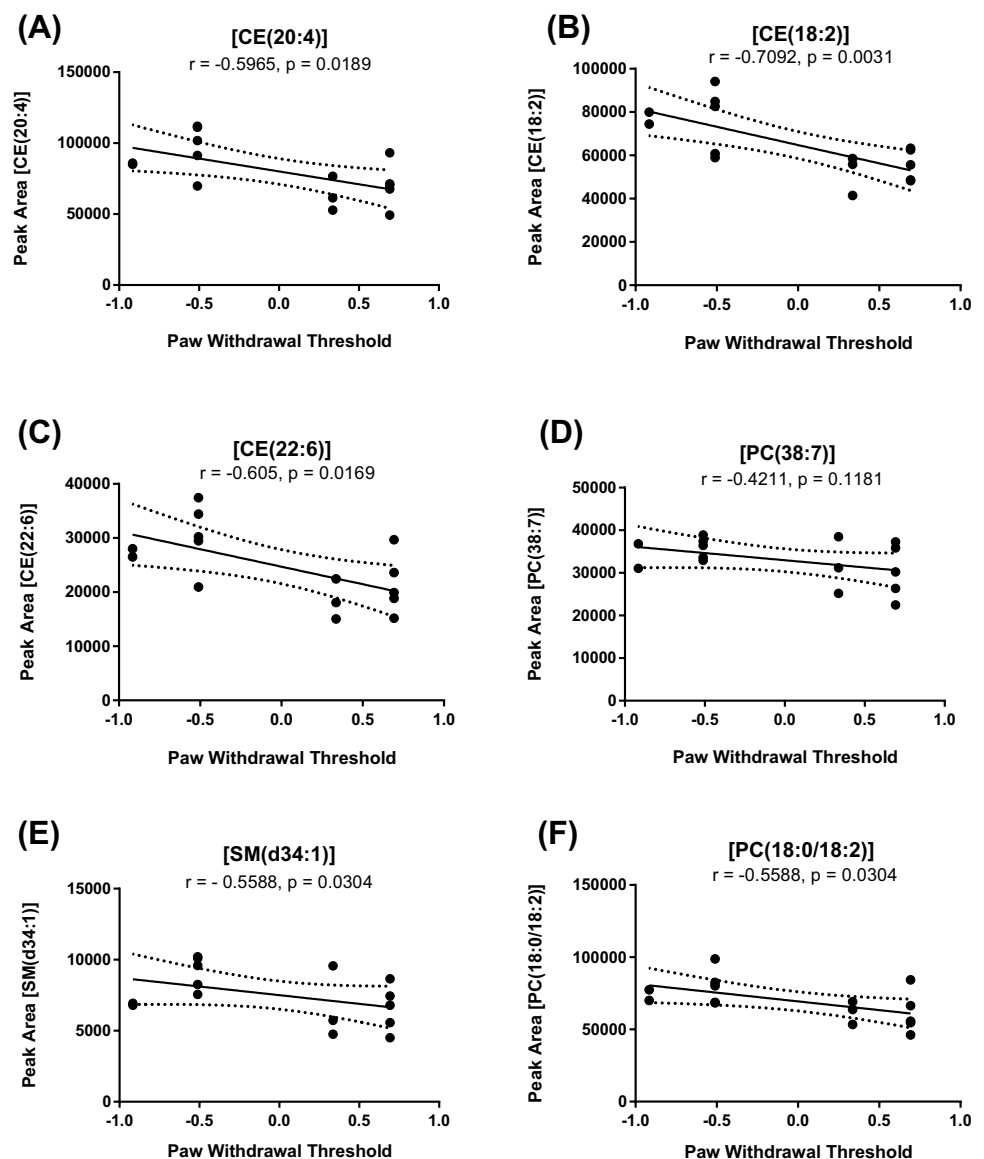 (A)
[CE(20:4)]
r = -0.5965, p = 0.0189
Peak Area [CE(20:4)]
150000
100000
50000
0
-1.0 -0.5 0.0 0.5 1.0
Paw Withdrawal Threshold
(B)
[CE(18:2)]
r = -0.7092, p = 0.0031
Peak Area [CE(18:2)]
100000
80000
60000
40000
20000
0
-1.0 -0.5 0.0 0.5 1.0
Paw Withdrawal Threshold
(C)
[CE(22:6)]
r = -0.605, p = 0.0169
Peak Area [CE(22:6)]
40000
30000
20000
10000
0
-1.0 -0.5 0.0 0.5 1.0
Paw Withdrawal Threshold
(D)
[PC(38:7)]
r = -0.4211, p = 0.1181
Peak Area [PC(38:7)]
50000
40000
30000
20000
10000
0
-1.0 -0.5 0.0 0.5 1.0
Paw Withdrawal Threshold
(E)
[SM(d34:1)]
r = - 0.5588, p = 0.0304
Peak Area [SM(d34:1)]
15000
10000
5000
0
-1.0 -0.5 0.0 0.5 1.0
Paw Withdrawal Threshold
(F)
[PC(18:0/18:2)]
r = -0.5588, p = 0.0304
Peak Area [PC(18:0/18:2)]
150000
100000
50000
0
-1.0 -0.5 0.0 0.5 1.0
Paw Withdrawal Threshold